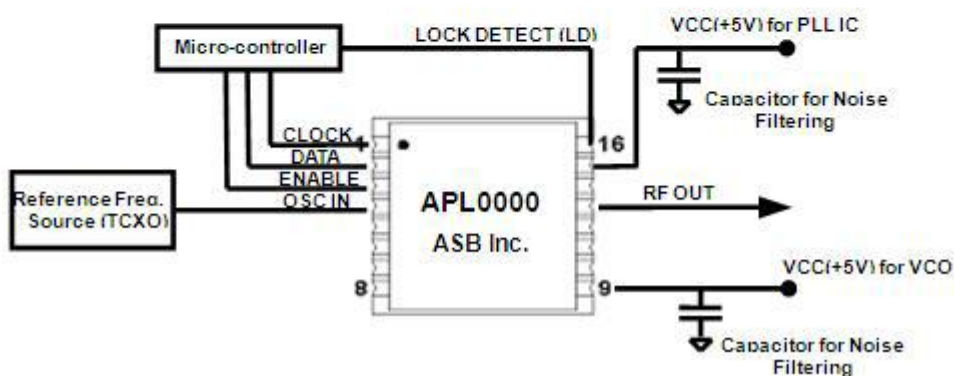 Micro-controller
LOCK DETECT (LD)
VCC(+5V) for PLL IC
Capacitor for Noise
Filtering
CLOCK
1
16
DATA
ENABLE
OSC IN
Reference Freq.
Source (TCXO)
APL0000
ASB Inc.
RF OUT
8
9
VCC(+5V) for VCO
Capacitor for Noise
Filtering